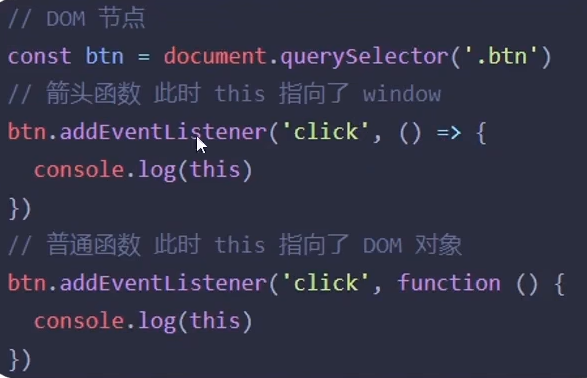 // DOM 节点
const btn = document.querySelector('.btn')
// 箭头函数 此时 this 指向了 window
btn.addEventListener('click', () => {
  console.log(this)
})
// 普通函数 此时 this 指向了 DOM 对象
btn.addEventListener('click', function () {
  console.log(this)
})